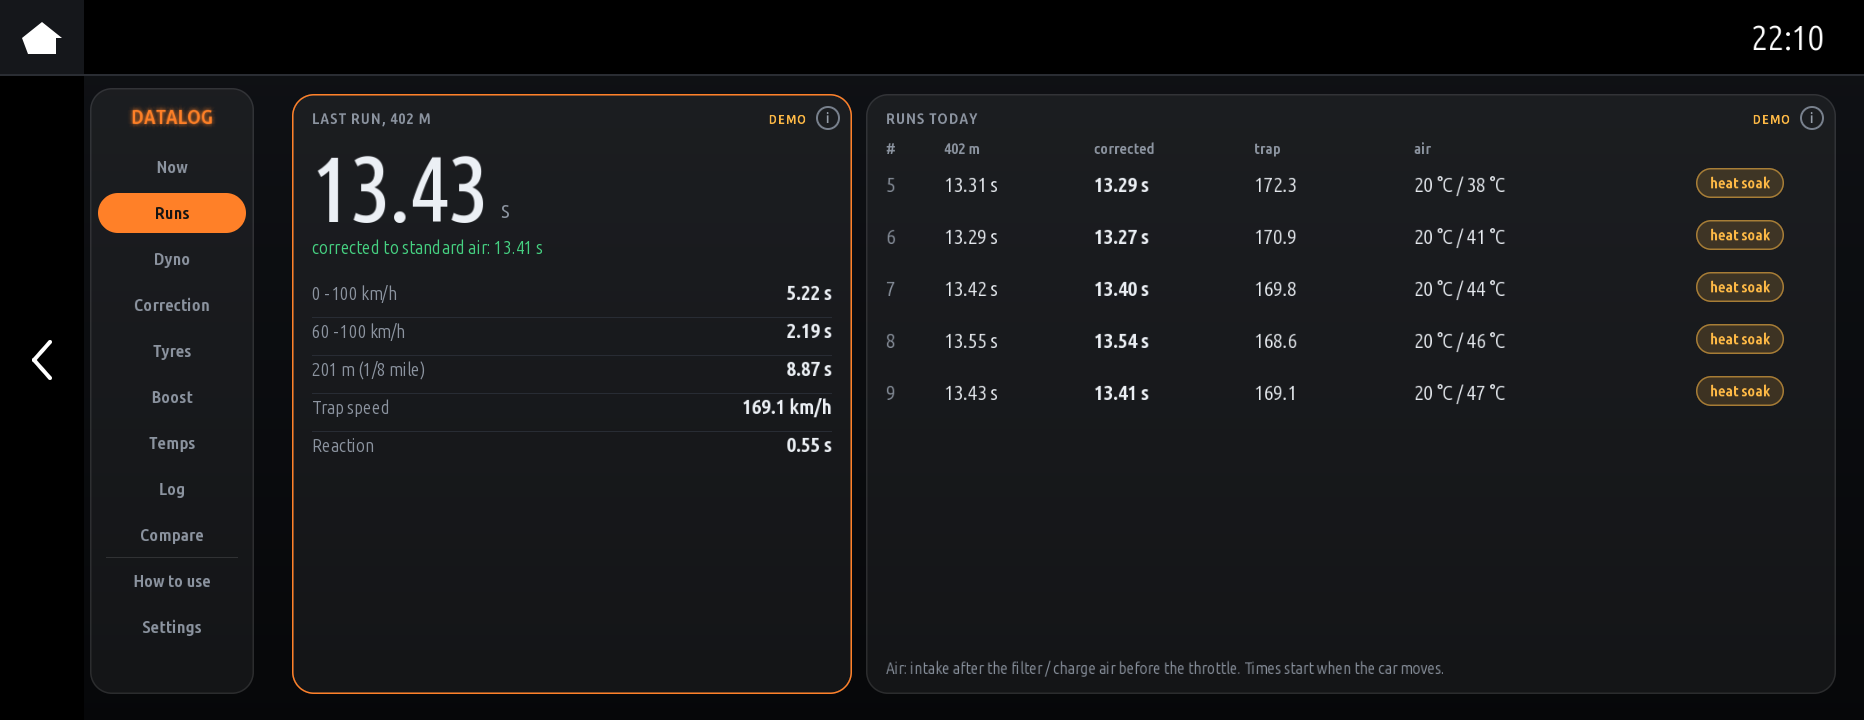 22:10
DATALOG
Now
Runs
Dyno
Correction
Tyres
Boost
Temps
Log
Compare
How to use
Settings
LAST RUN, 402 M DEMO i
13.43 s
corrected to standard air: 13.41 s
0 - 100 km/h 5.22 s
60 - 100 km/h 2.19 s
201 m (1/8 mile) 8.87 s
Trap speed 169.1 km/h
Reaction 0.55 s
RUNS TODAY DEMO i
# 402 m corrected trap air
5 13.31 s 13.29 s 172.3 20 °C / 38 °C heat soak
6 13.29 s 13.27 s 170.9 20 °C / 41 °C heat soak
7 13.42 s 13.40 s 169.8 20 °C / 44 °C heat soak
8 13.55 s 13.54 s 168.6 20 °C / 46 °C heat soak
9 13.43 s 13.41 s 169.1 20 °C / 47 °C heat soak
Air: intake after the filter / charge air before the throttle. Times start when the car moves.